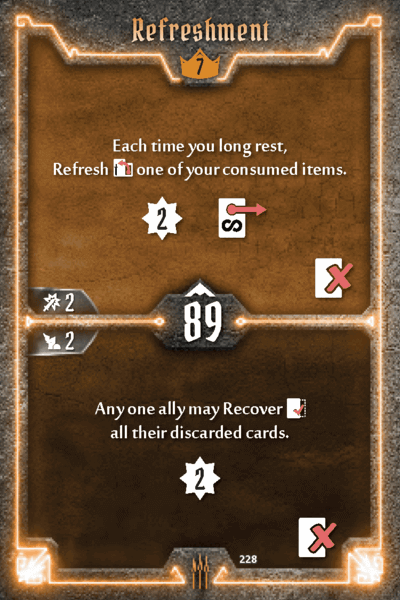 Refreshment
7
Each time you long rest,
Refresh one of your consumed items.
2
2
89
2
Any one ally may Recover
all their discarded cards.
2
228